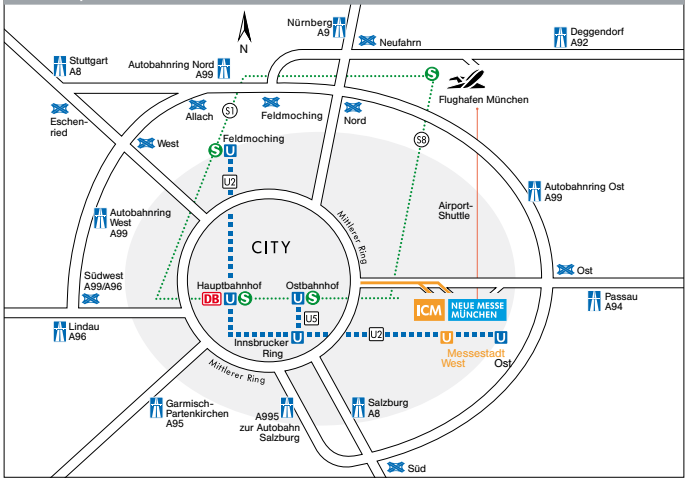 Nürnberg
A9
N
Neufahrn
Deggendorf
A92
Stuttgart
A8
Autobahnring Nord
A99
S
Flughafen München
Eschen-
ried
Allach
S1
Feldmoching
Nord
S8
West
Feldmoching
S U
U2
Autobahnring Ost
A99
Autobahnring
West
A99
Airport-
Shuttle
Mittlerer Ring
CITY
Südwest
A99/A96
Ost
Hauptbahnhof
DB U S
Ostbahnhof
U S
ICM
NEUE MESSE
MÜNCHEN
Passau
A94
U5
Lindau
A96
Innsbrucker
Ring
U
U2
U
U
Messestadt
West
Ost
Mittlerer Ring
Garmisch-
Partenkirchen
A95
A995
zur Autobahn
Salzburg
Salzburg
A8
Süd